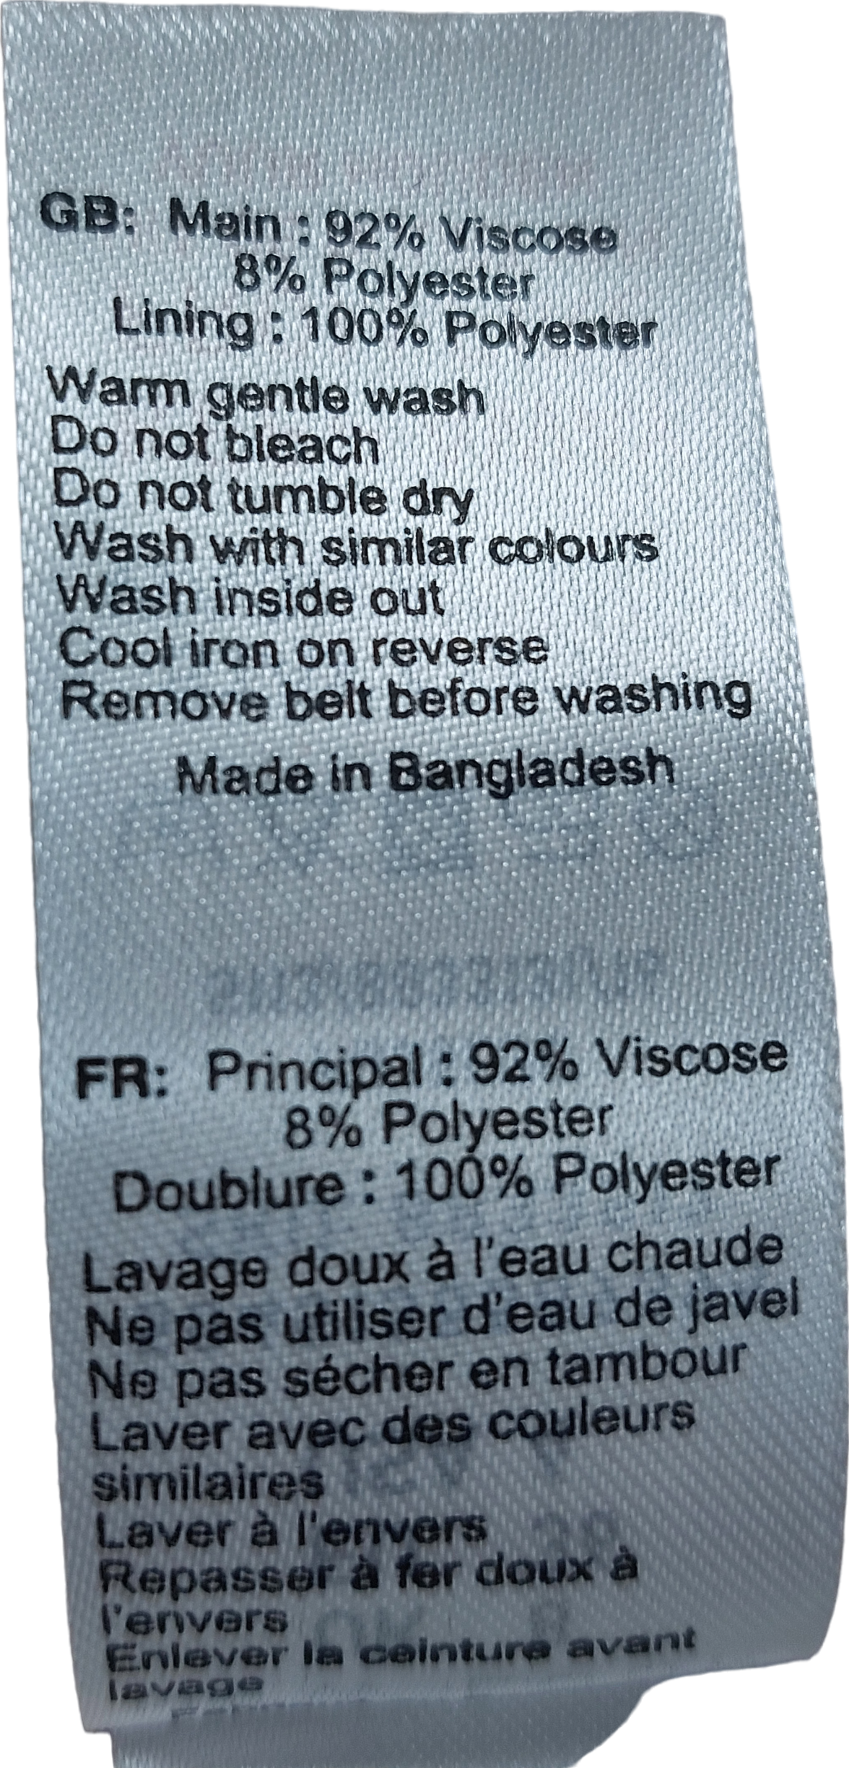 GB: Main : 92% Viscose
8% Polyester
Lining : 100% Polyester
Warm gentle wash
Do not bleach
Do not tumble dry
Wash with similar colours
Wash inside out
Cool iron on reverse
Remove belt before washing
Made in Bangladesh
FR: Principal : 92% Viscose
8% Polyester
Doublure : 100% Polyester
Lavage doux à l'eau chaude
Ne pas utiliser d'eau de javel
Ne pas sécher en tambour
Laver avec des couleurs
similaires
Laver à l'envers
Repasser à fer doux à
l'envers
Enlever la ceinture avant
lavage